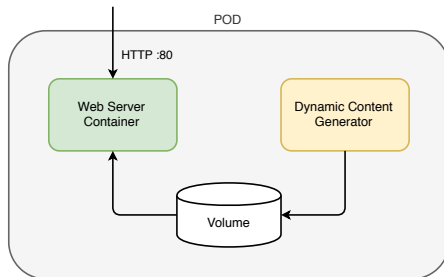 POD
HTTP :80
Web Server
Container
Dynamic Content
Generator
Volume